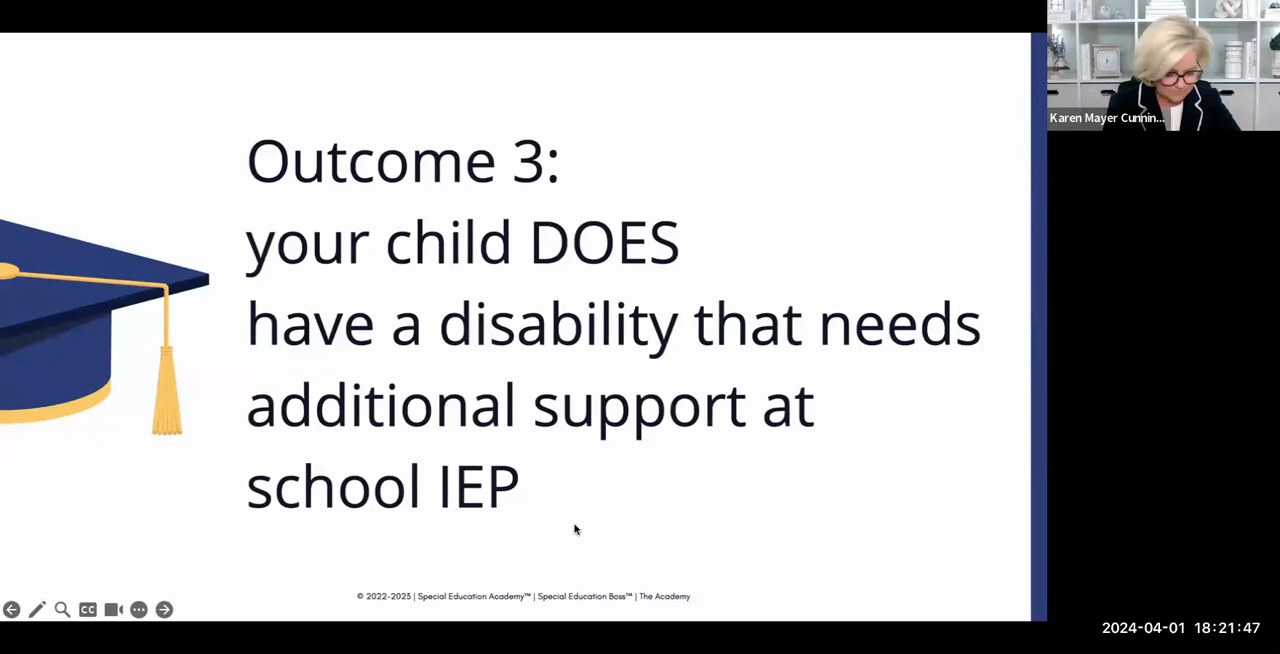 Outcome 3:
your child DOES
have a disability that needs
additional support at
school IEP
© 2022-2023 | Special Education Academy™ | Special Education Boss™ | The Academy
CC
Karen Mayer Cunnin...
2024-04-01 18:21:47